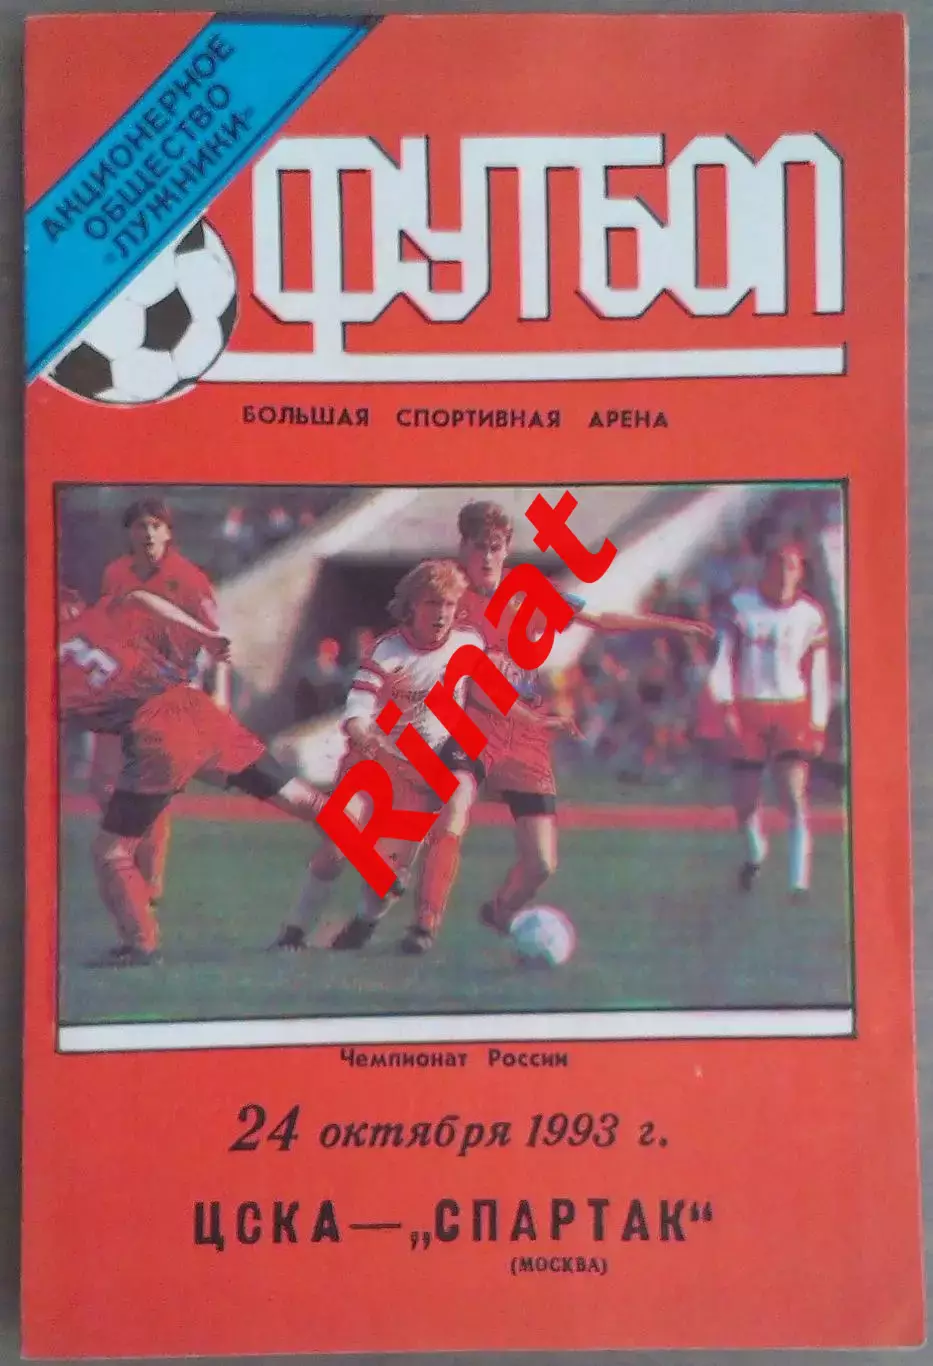 АКЦИОНЕРНОЕ
ОБЩЕСТВО
"ЛУЖНИКИ"
ФУТБОЛ
БОЛЬШАЯ СПОРТИВНАЯ АРЕНА
Rinat
Чемпионат России
24 октября 1993 г.
ЦСКА — „СПАРТАК“
(МОСКВА)